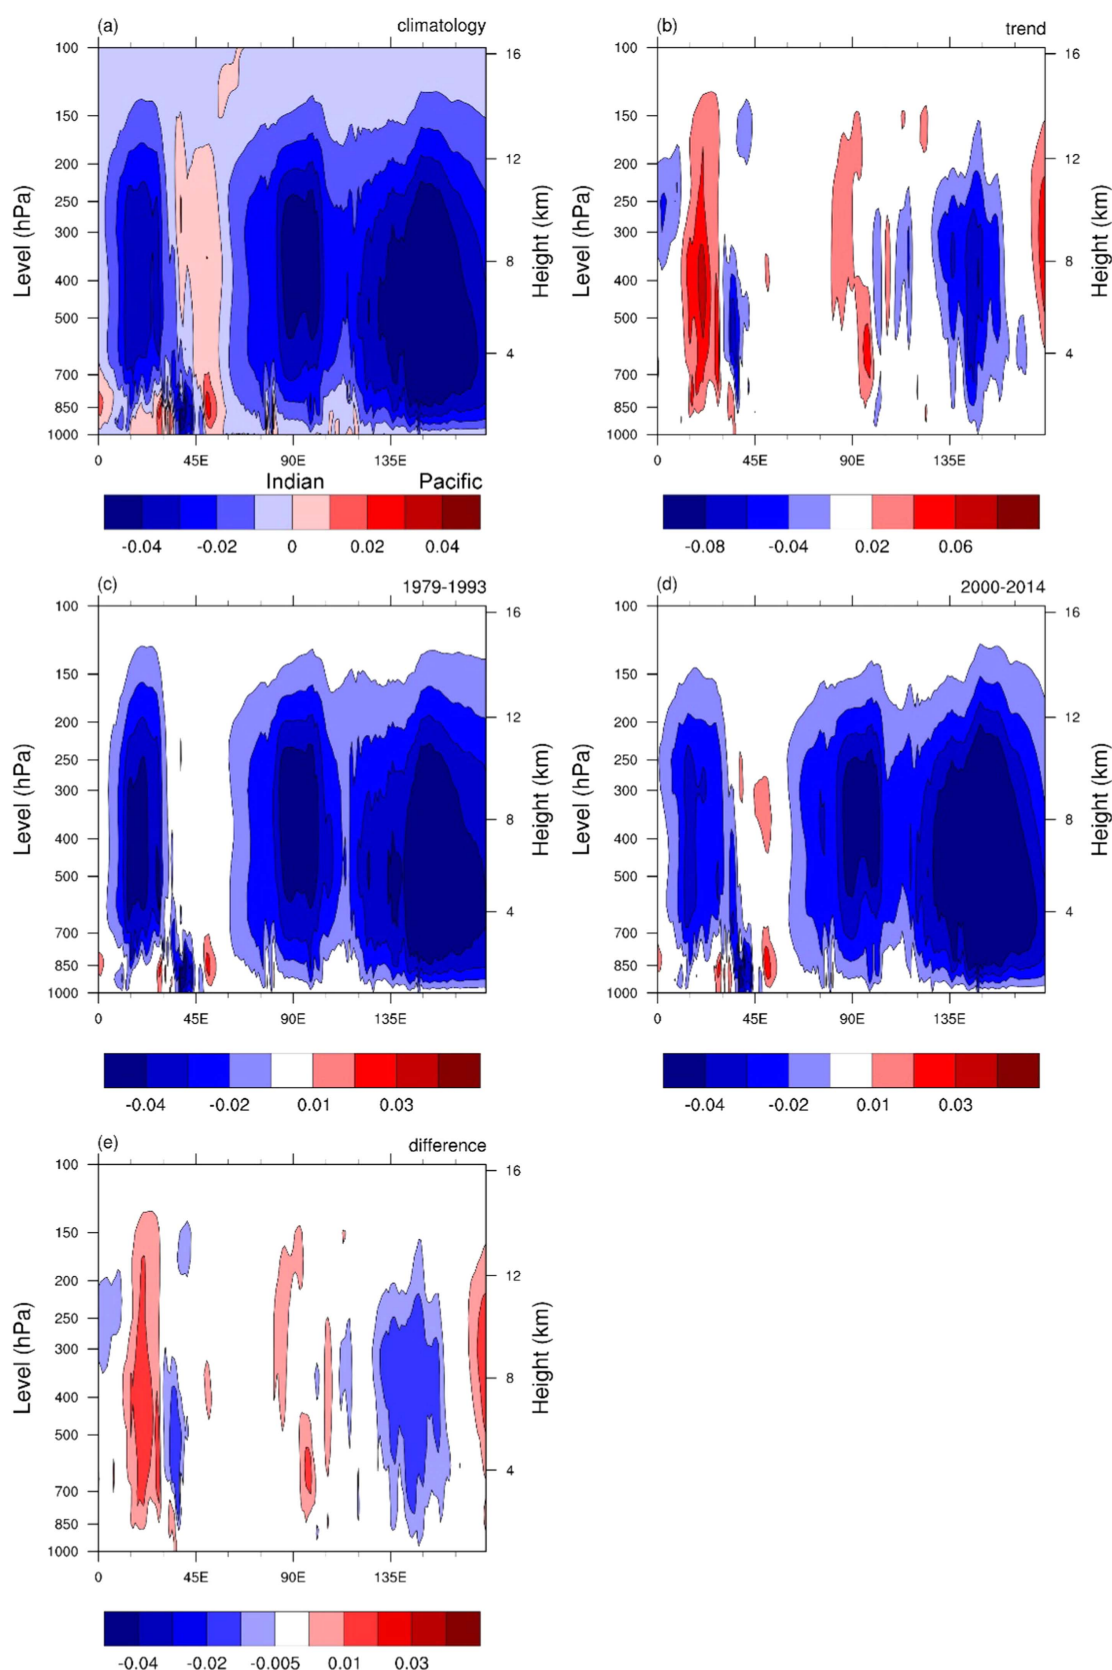 (a) climatology
100
150
200
250
300
400
500
700
850
1000
Level (hPa)
16
12
8
4
Height (km)
0 45E 90E 135E
Indian Pacific
-0.04 -0.02 0 0.02 0.04
(b) trend
100
150
200
250
300
400
500
700
850
1000
Level (hPa)
16
12
8
4
Height (km)
0 45E 90E 135E
-0.08 -0.04 0.02 0.06
(c) 1979-1993
100
150
200
250
300
400
500
700
850
1000
Level (hPa)
16
12
8
4
Height (km)
0 45E 90E 135E
-0.04 -0.02 0.01 0.03
(d) 2000-2014
100
150
200
250
300
400
500
700
850
1000
Level (hPa)
16
12
8
4
Height (km)
0 45E 90E 135E
-0.04 -0.02 0.01 0.03
(e) difference
100
150
200
250
300
400
500
700
850
1000
Level (hPa)
16
12
8
4
Height (km)
0 45E 90E 135E
-0.04 -0.02 -0.005 0.01 0.03